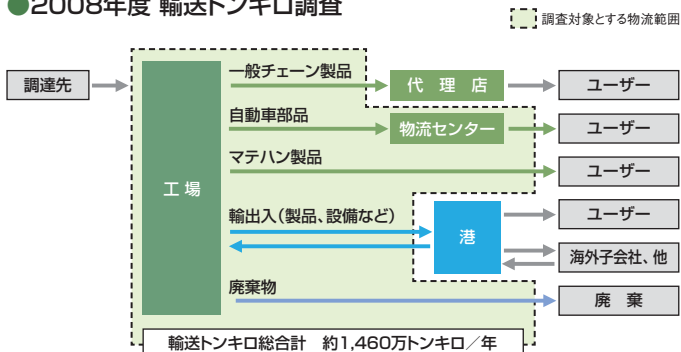 ●2008年度 輸送トンキロ調査
調査対象とする物流範囲
調達先
工場
一般チェーン製品
代理店
ユーザー
自動車部品
物流センター
ユーザー
マテハン製品
ユーザー
輸出入（製品、設備など）
港
ユーザー
海外子会社、他
廃棄物
廃棄
輸送トンキロ総合計 約1,460万トンキロ／年